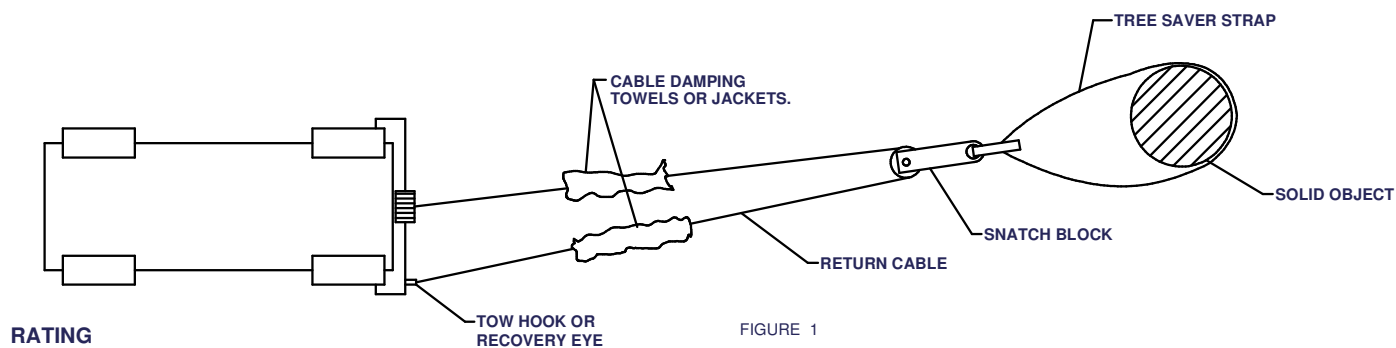 TREE SAVER STRAP
CABLE DAMPING
TOWELS OR JACKETS.
SOLID OBJECT
SNATCH BLOCK
RETURN CABLE
TOW HOOK OR
RECOVERY EYE
FIGURE 1
RATING